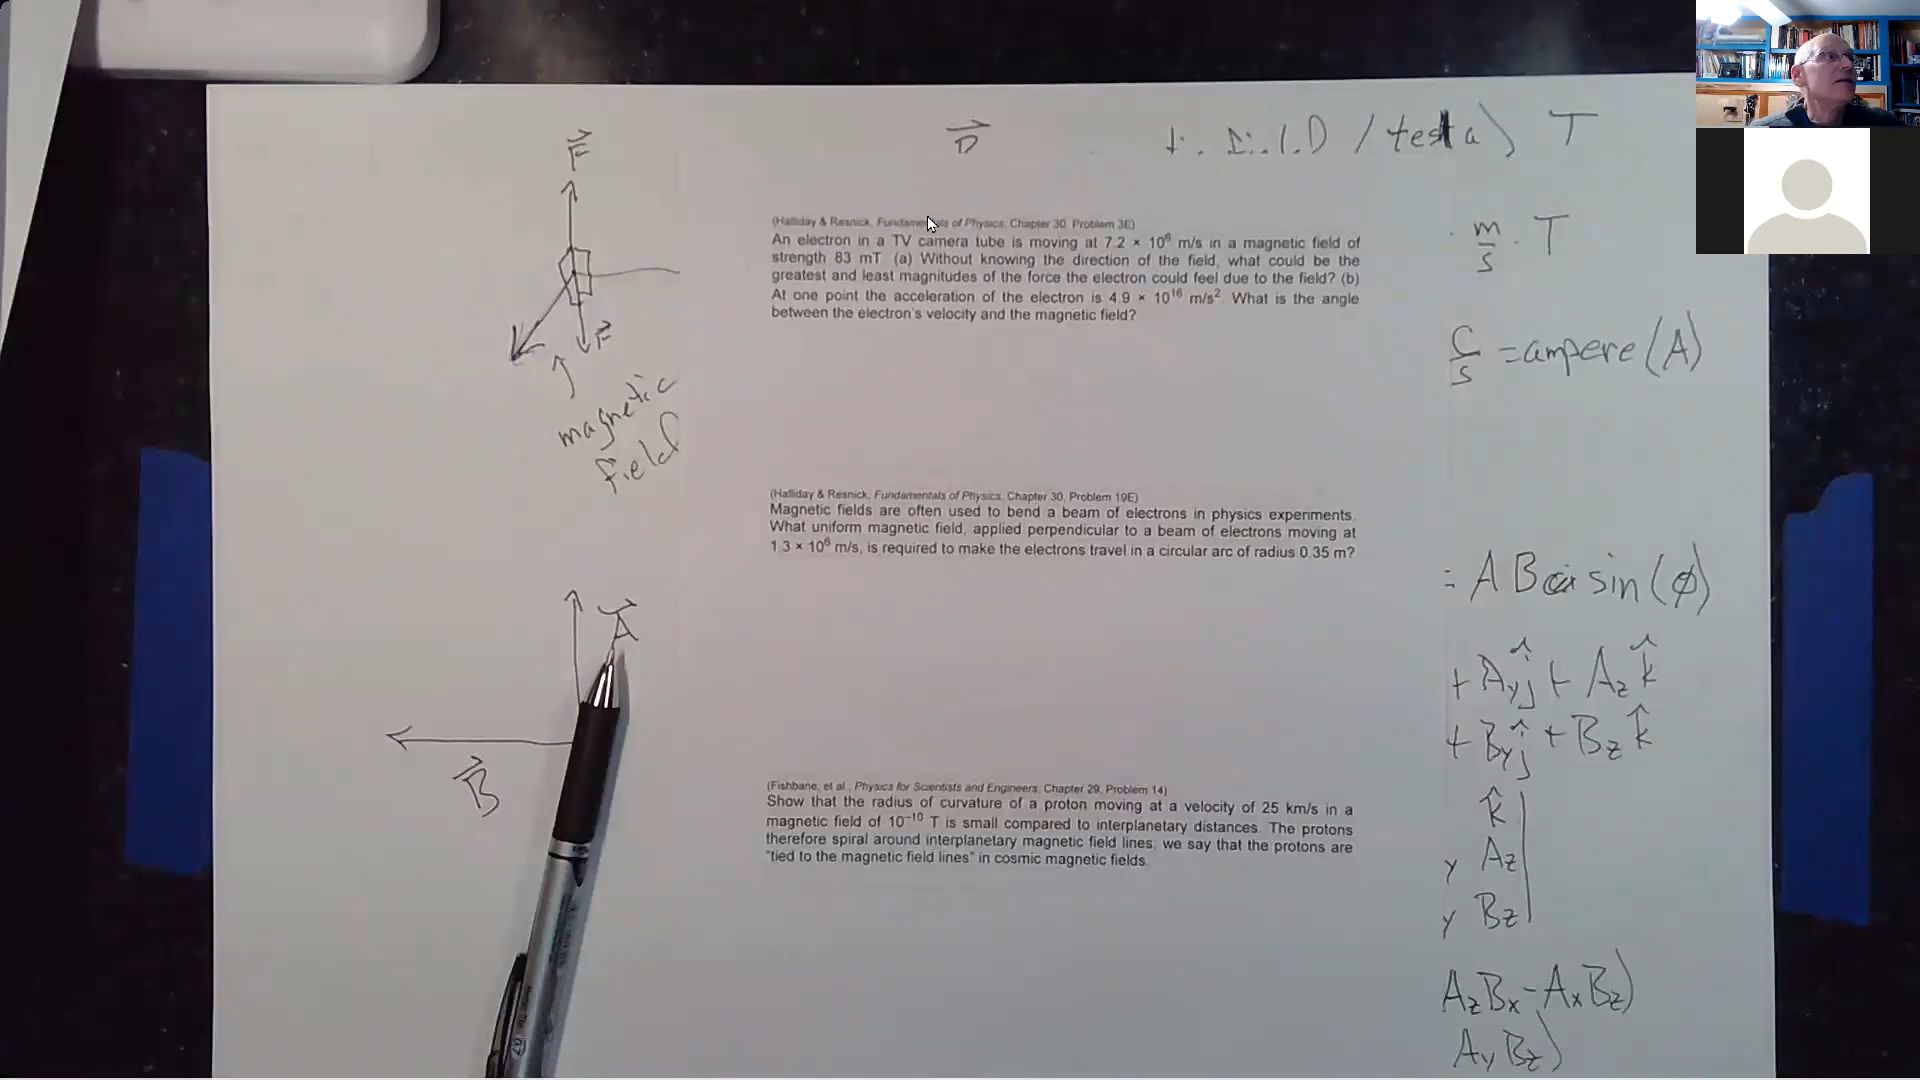 F
/ tesla) T
(Halliday & Resnick, Fundamentals of Physics, Chapter 30, Problem 3E)
An electron in a TV camera tube is moving at 7.2 × 10⁶ m/s in a magnetic field of
strength 83 mT. (a) Without knowing the direction of the field, what could be the
greatest and least magnitudes of the force the electron could feel due to the field? (b)
At one point the acceleration of the electron is 4.9 × 10¹⁶ m/s². What is the angle
between the electron's velocity and the magnetic field?
F
magnetic
field
· m/s · T
C/s = ampere (A)
(Halliday & Resnick, Fundamentals of Physics, Chapter 30, Problem 19E)
Magnetic fields are often used to bend a beam of electrons in physics experiments.
What uniform magnetic field, applied perpendicular to a beam of electrons moving at
1.3 × 10⁶ m/s, is required to make the electrons travel in a circular arc of radius 0.35 m?
A
B
= A B sin(ϕ)
+ Ayĵ + Az k̂
+ Byĵ + Bz k̂
k̂
y Az
y Bz
AzBx - AxBz)
AyBz)
(Fishbane, et al., Physics for Scientists and Engineers, Chapter 29, Problem 14)
Show that the radius of curvature of a proton moving at a velocity of 25 km/s in a
magnetic field of 10⁻¹⁰ T is small compared to interplanetary distances. The protons
therefore spiral around interplanetary magnetic field lines; we say that the protons are
"tied to the magnetic field lines" in cosmic magnetic fields.
0.7